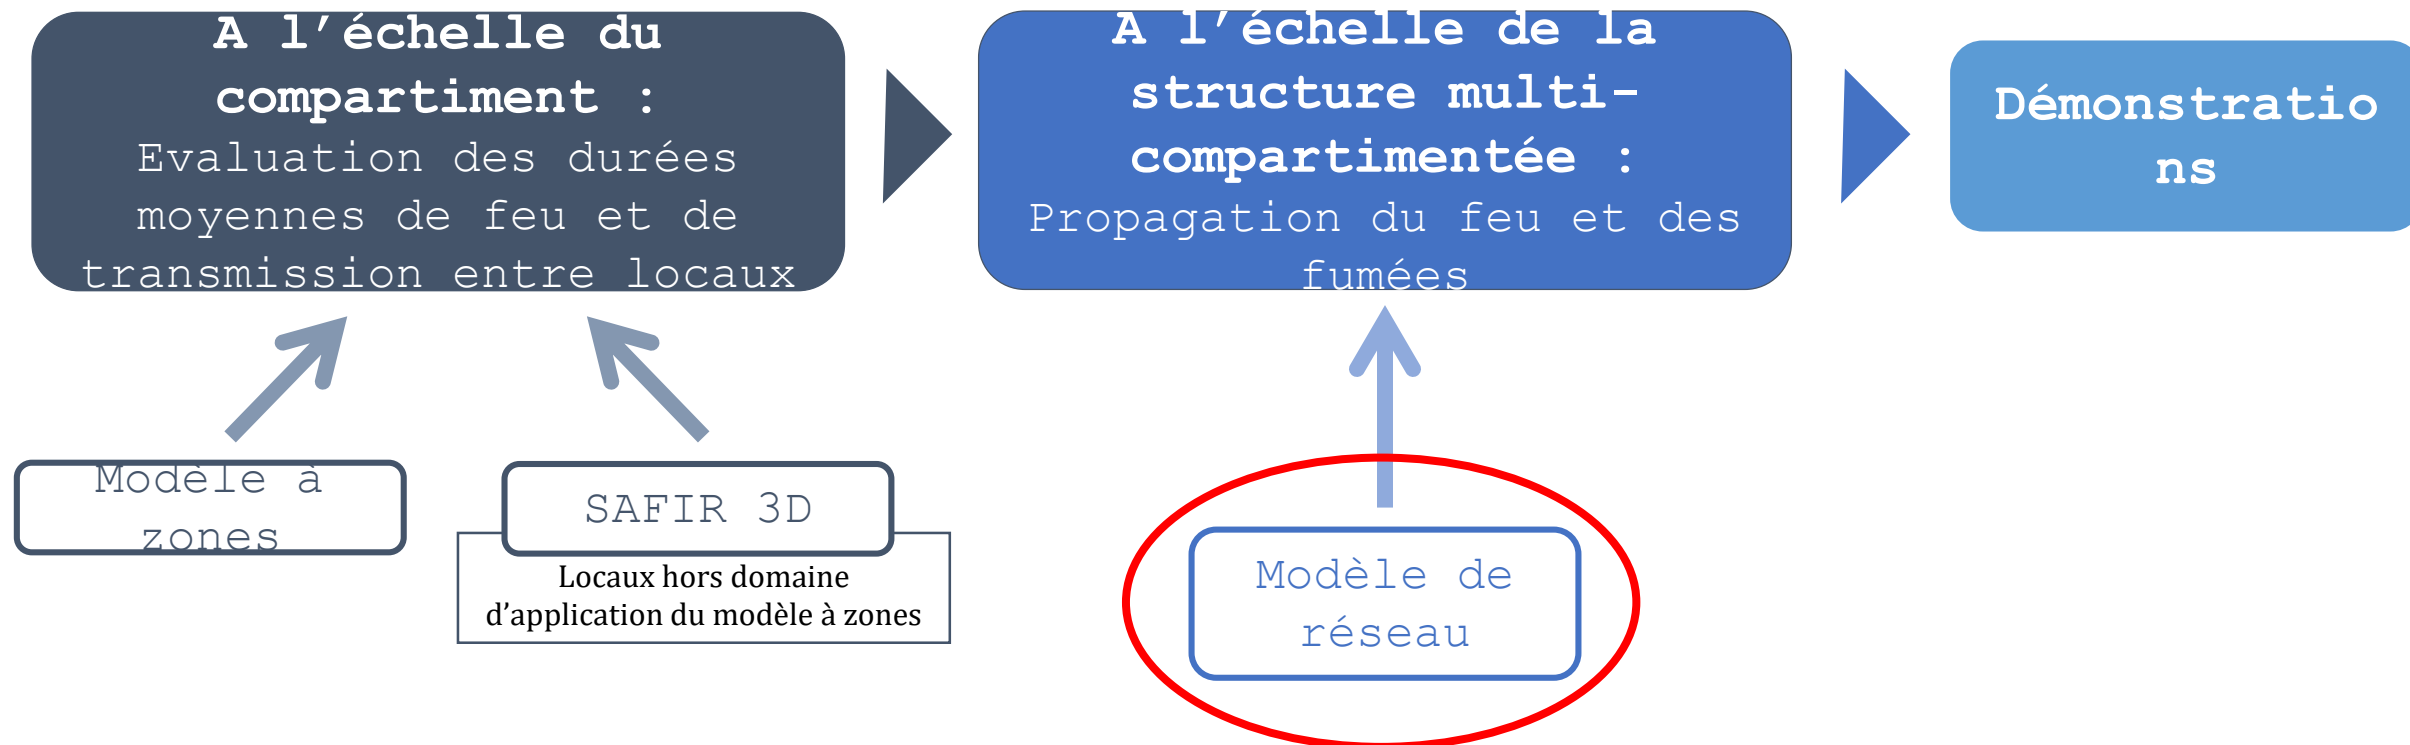 A l’échelle du
compartiment :
Evaluation des durées
moyennes de feu et de
transmission entre locaux
A l’échelle de la
structure multi-
compartimentée :
Propagation du feu et des
fumées
Démonstratio
ns
Modèle à
zones
SAFIR 3D
Locaux hors domaine
d’application du modèle à zones
Modèle de
réseau